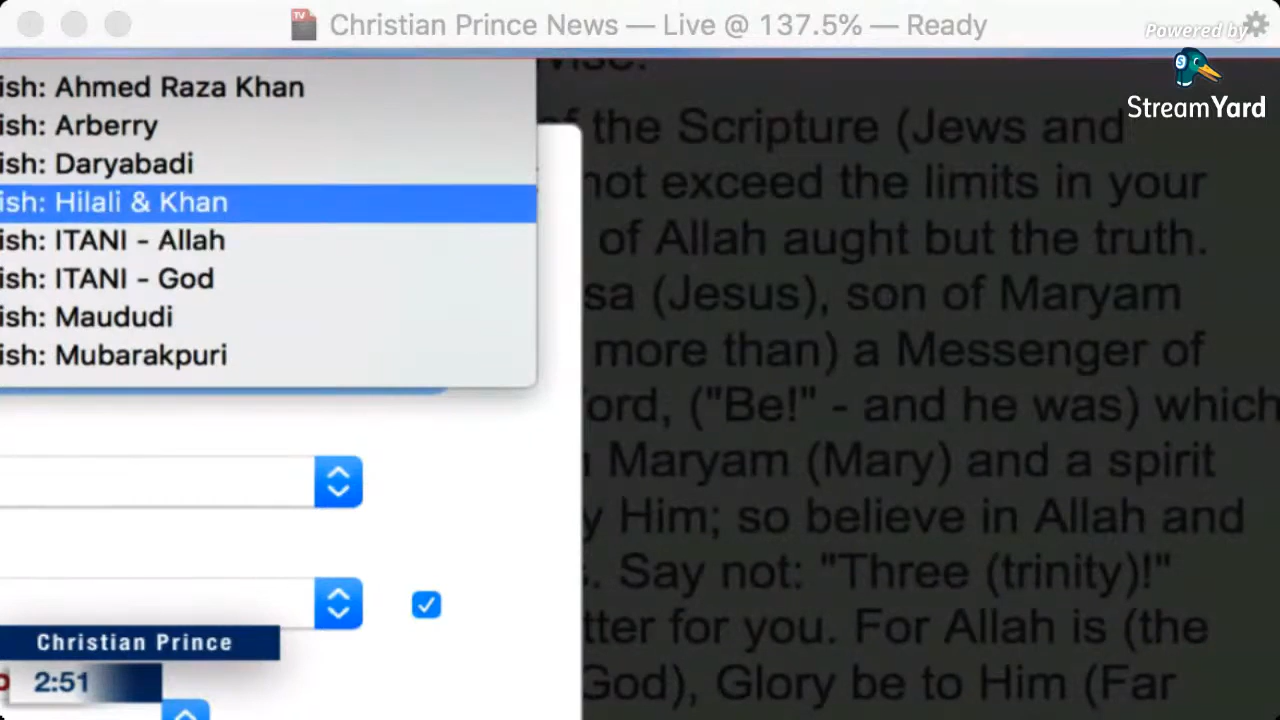 Christian Prince News — Live @ 137.5% — Ready
Powered by
StreamYard
ish: Ahmed Raza Khan
ish: Arberry
ish: Daryabadi
ish: Hilali & Khan
ish: ITANI - Allah
ish: ITANI - God
ish: Maududi
ish: Mubarakpuri
of the Scripture (Jews and
not exceed the limits in your
of Allah aught but the truth.
sa (Jesus), son of Maryam
more than) a Messenger of
ord, ("Be!" - and he was) which
Maryam (Mary) and a spirit
y Him; so believe in Allah and
. Say not: "Three (trinity)!"
tter for you. For Allah is (the
God), Glory be to Him (Far
Christian Prince
2:51